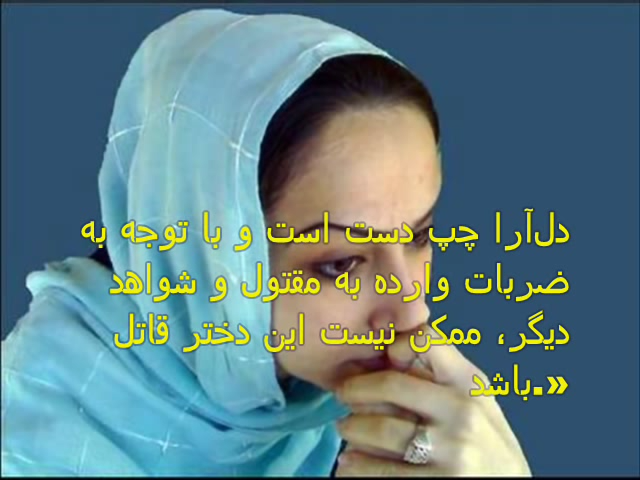 دل‌آرا چپ دست است و با توجه به
ضربات وارده به مقتول و شواهد
دیگر، ممکن نیست این دختر قاتل
باشد.»